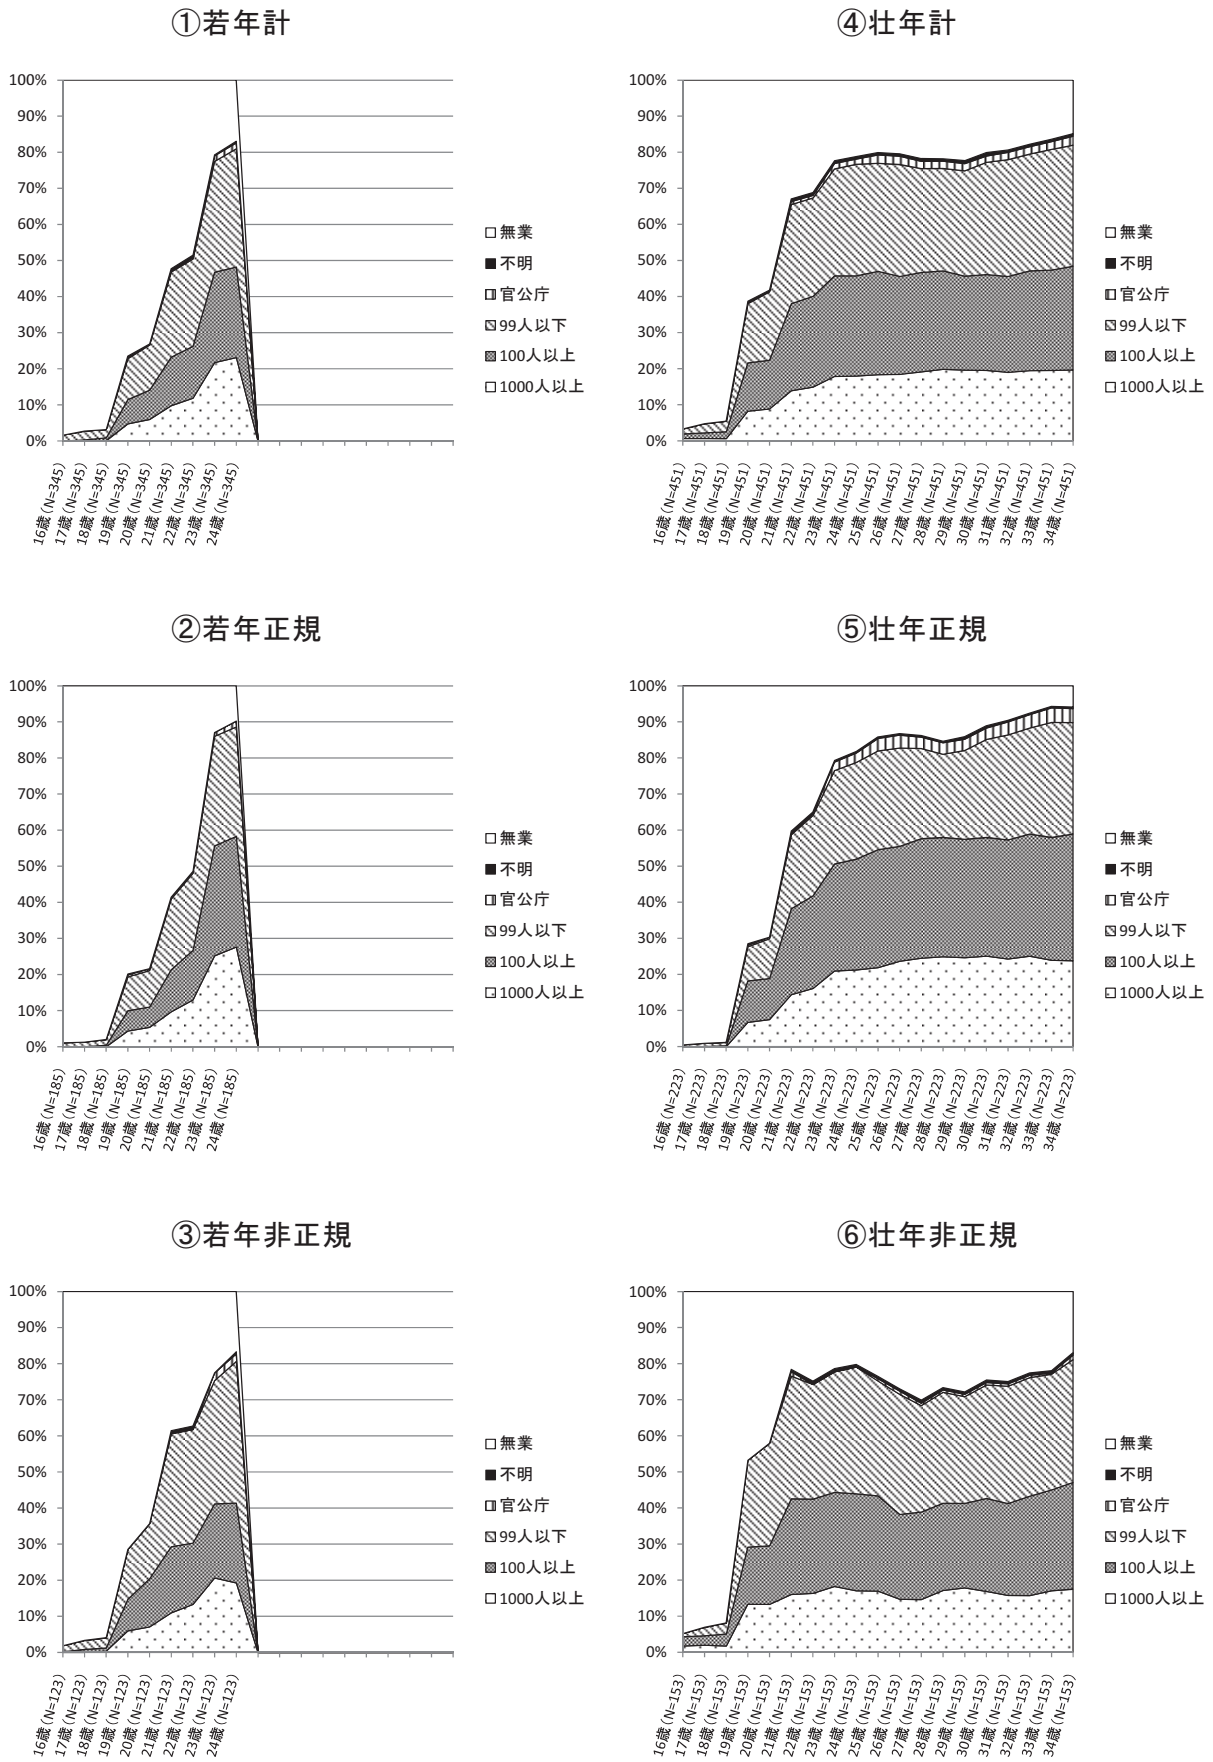 ①若年計
100%
90%
80%
70%
60%
50%
40%
30%
20%
10%
0%
16歳(N=345)
17歳(N=345)
18歳(N=345)
19歳(N=345)
20歳(N=345)
21歳(N=345)
22歳(N=345)
23歳(N=345)
24歳(N=345)
無業
不明
官公庁
99人以下
100人以上
1000人以上
④壮年計
100%
90%
80%
70%
60%
50%
40%
30%
20%
10%
0%
16歳(N=451)
17歳(N=451)
18歳(N=451)
19歳(N=451)
20歳(N=451)
21歳(N=451)
22歳(N=451)
23歳(N=451)
24歳(N=451)
25歳(N=451)
26歳(N=451)
27歳(N=451)
28歳(N=451)
29歳(N=451)
30歳(N=451)
31歳(N=451)
32歳(N=451)
33歳(N=451)
34歳(N=451)
無業
不明
官公庁
99人以下
100人以上
1000人以上
②若年正規
100%
90%
80%
70%
60%
50%
40%
30%
20%
10%
0%
16歳(N=185)
17歳(N=185)
18歳(N=185)
19歳(N=185)
20歳(N=185)
21歳(N=185)
22歳(N=185)
23歳(N=185)
24歳(N=185)
無業
不明
官公庁
99人以下
100人以上
1000人以上
⑤壮年正規
100%
90%
80%
70%
60%
50%
40%
30%
20%
10%
0%
16歳(N=223)
17歳(N=223)
18歳(N=223)
19歳(N=223)
20歳(N=223)
21歳(N=223)
22歳(N=223)
23歳(N=223)
24歳(N=223)
25歳(N=223)
26歳(N=223)
27歳(N=223)
28歳(N=223)
29歳(N=223)
30歳(N=223)
31歳(N=223)
32歳(N=223)
33歳(N=223)
34歳(N=223)
無業
不明
官公庁
99人以下
100人以上
1000人以上
③若年非正規
100%
90%
80%
70%
60%
50%
40%
30%
20%
10%
0%
16歳(N=123)
17歳(N=123)
18歳(N=123)
19歳(N=123)
20歳(N=123)
21歳(N=123)
22歳(N=123)
23歳(N=123)
24歳(N=123)
無業
不明
官公庁
99人以下
100人以上
1000人以上
⑥壮年非正規
100%
90%
80%
70%
60%
50%
40%
30%
20%
10%
0%
16歳(N=153)
17歳(N=153)
18歳(N=153)
19歳(N=153)
20歳(N=153)
21歳(N=153)
22歳(N=153)
23歳(N=153)
24歳(N=153)
25歳(N=153)
26歳(N=153)
27歳(N=153)
28歳(N=153)
29歳(N=153)
30歳(N=153)
31歳(N=153)
32歳(N=153)
33歳(N=153)
34歳(N=153)
無業
不明
官公庁
99人以下
100人以上
1000人以上